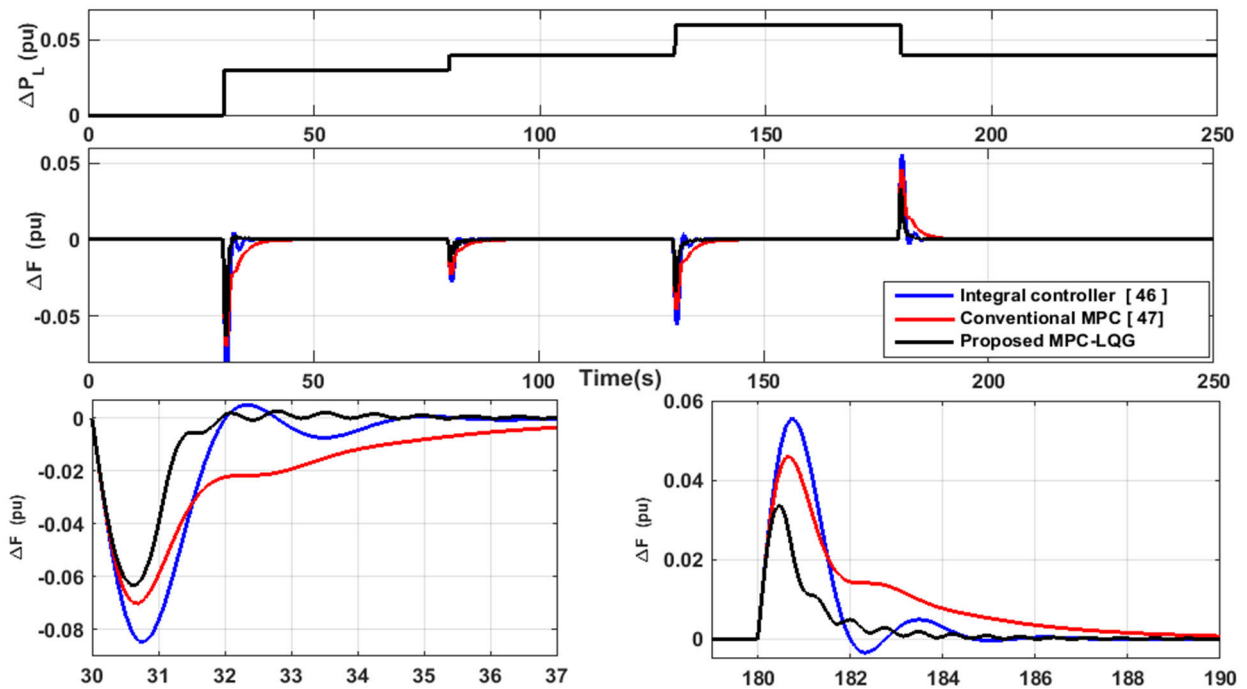 ΔP_L (pu)
0.05
0
0 50 100 150 200 250
ΔF (pu)
0.05
0
-0.05
Integral controller [ 46 ]
Conventional MPC [ 47]
Proposed MPC-LQG
0 50 100 150 200 250
Time(s)
ΔF (pu)
0
-0.02
-0.04
-0.06
-0.08
30 31 32 33 34 35 36 37
ΔF (pu)
0.06
0.04
0.02
0
180 182 184 186 188 190